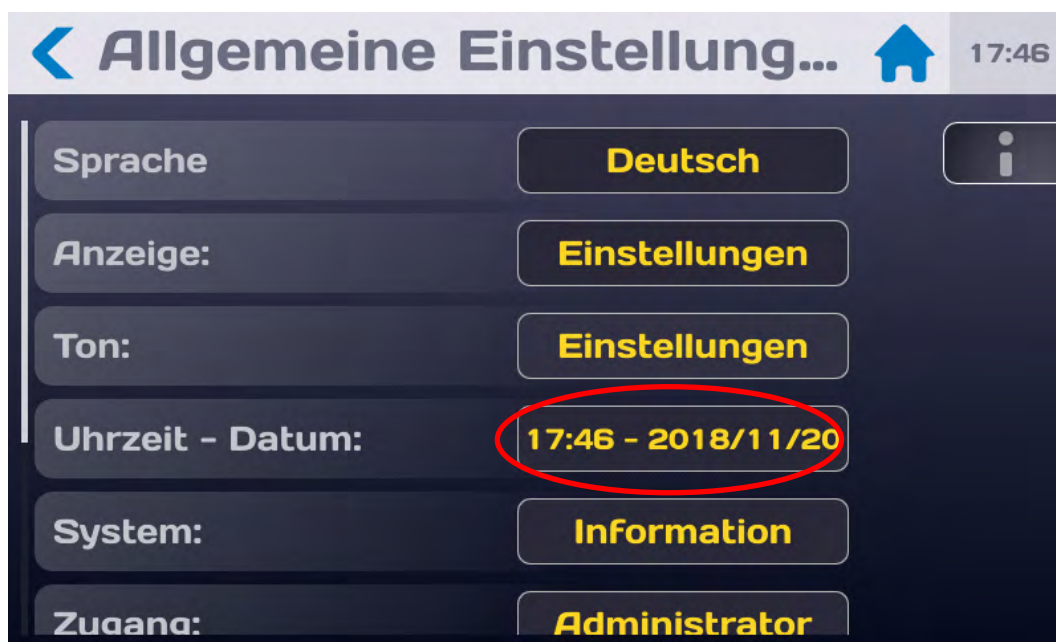 Allgemeine Einstellung... 17:46
Sprache Deutsch
Anzeige: Einstellungen
Ton: Einstellungen
Uhrzeit - Datum: 17:46 - 2018/11/20
System: Information
Zugang: Administrator